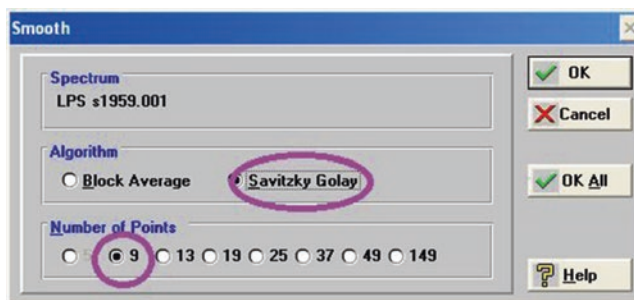 Smooth
Spectrum
LPS s1959.001
Algorithm
Block Average
Savitzky Golay
Number of Points
9 13 19 25 37 49 149
OK
Cancel
OK All
Help